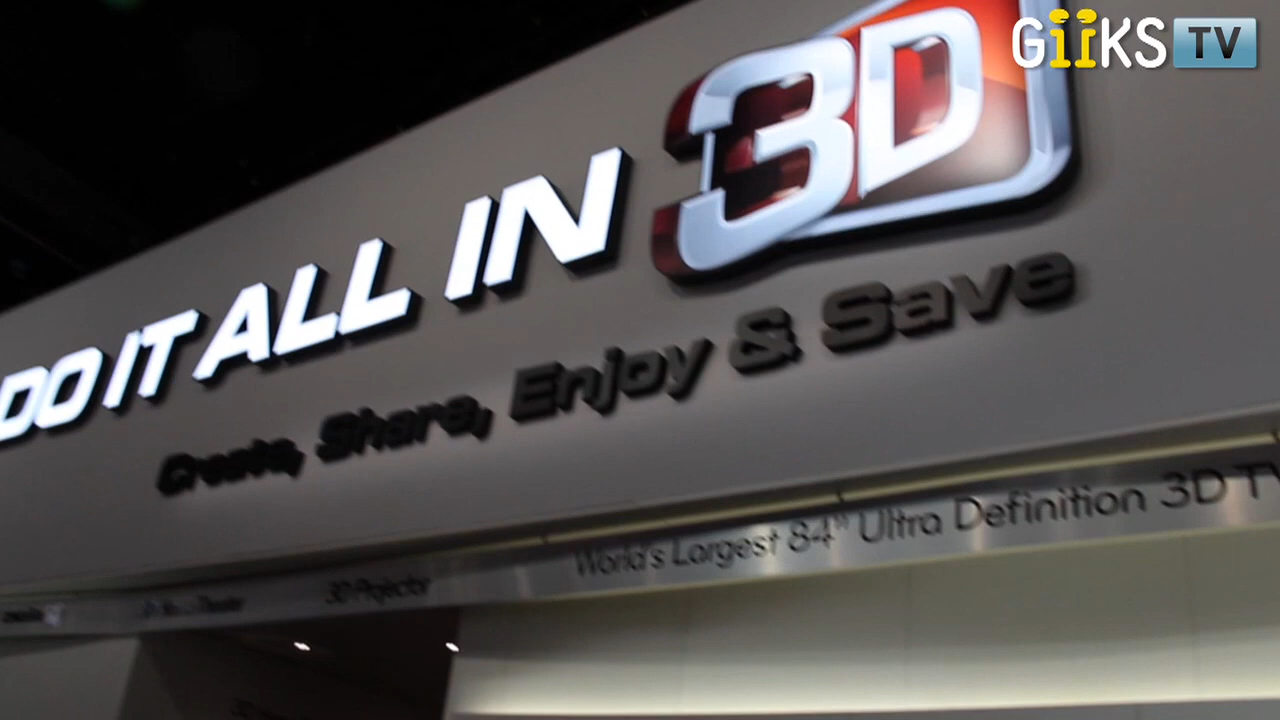 GiiKS TV
DO IT ALL IN 3D
Create, Share, Enjoy & Save
3D Projector
World's Largest 84" Ultra Definition 3D TV